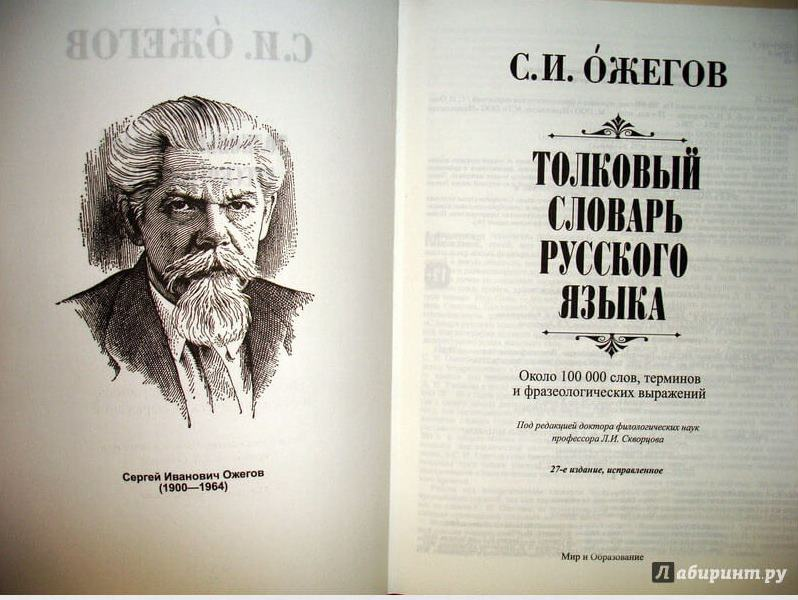 Сергей Иванович Ожегов
(1900—1964)
С.И. О́ЖЕГОВ
ТОЛКОВЫЙ
СЛОВАРЬ
РУССКОГО
ЯЗЫКА
Около 100 000 слов, терминов
и фразеологических выражений
Под редакцией доктора филологических наук
профессора Л.И. Скворцова
27-е издание, исправленное
Мир и Образование
Лабиринт.ру